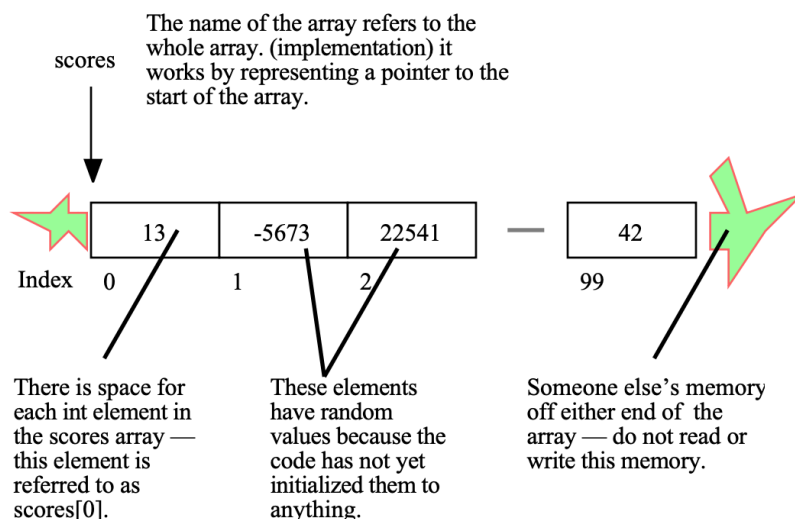 The name of the array refers to the
whole array. (implementation) it
works by representing a pointer to the
start of the array.
scores
13 -5673 22541 42
Index 0 1 2 99
There is space for
each int element in
the scores array —
this element is
referred to as
scores[0].
These elements
have random
values because the
code has not yet
initialized them to
anything.
Someone else’s memory
off either end of the
array — do not read or
write this memory.